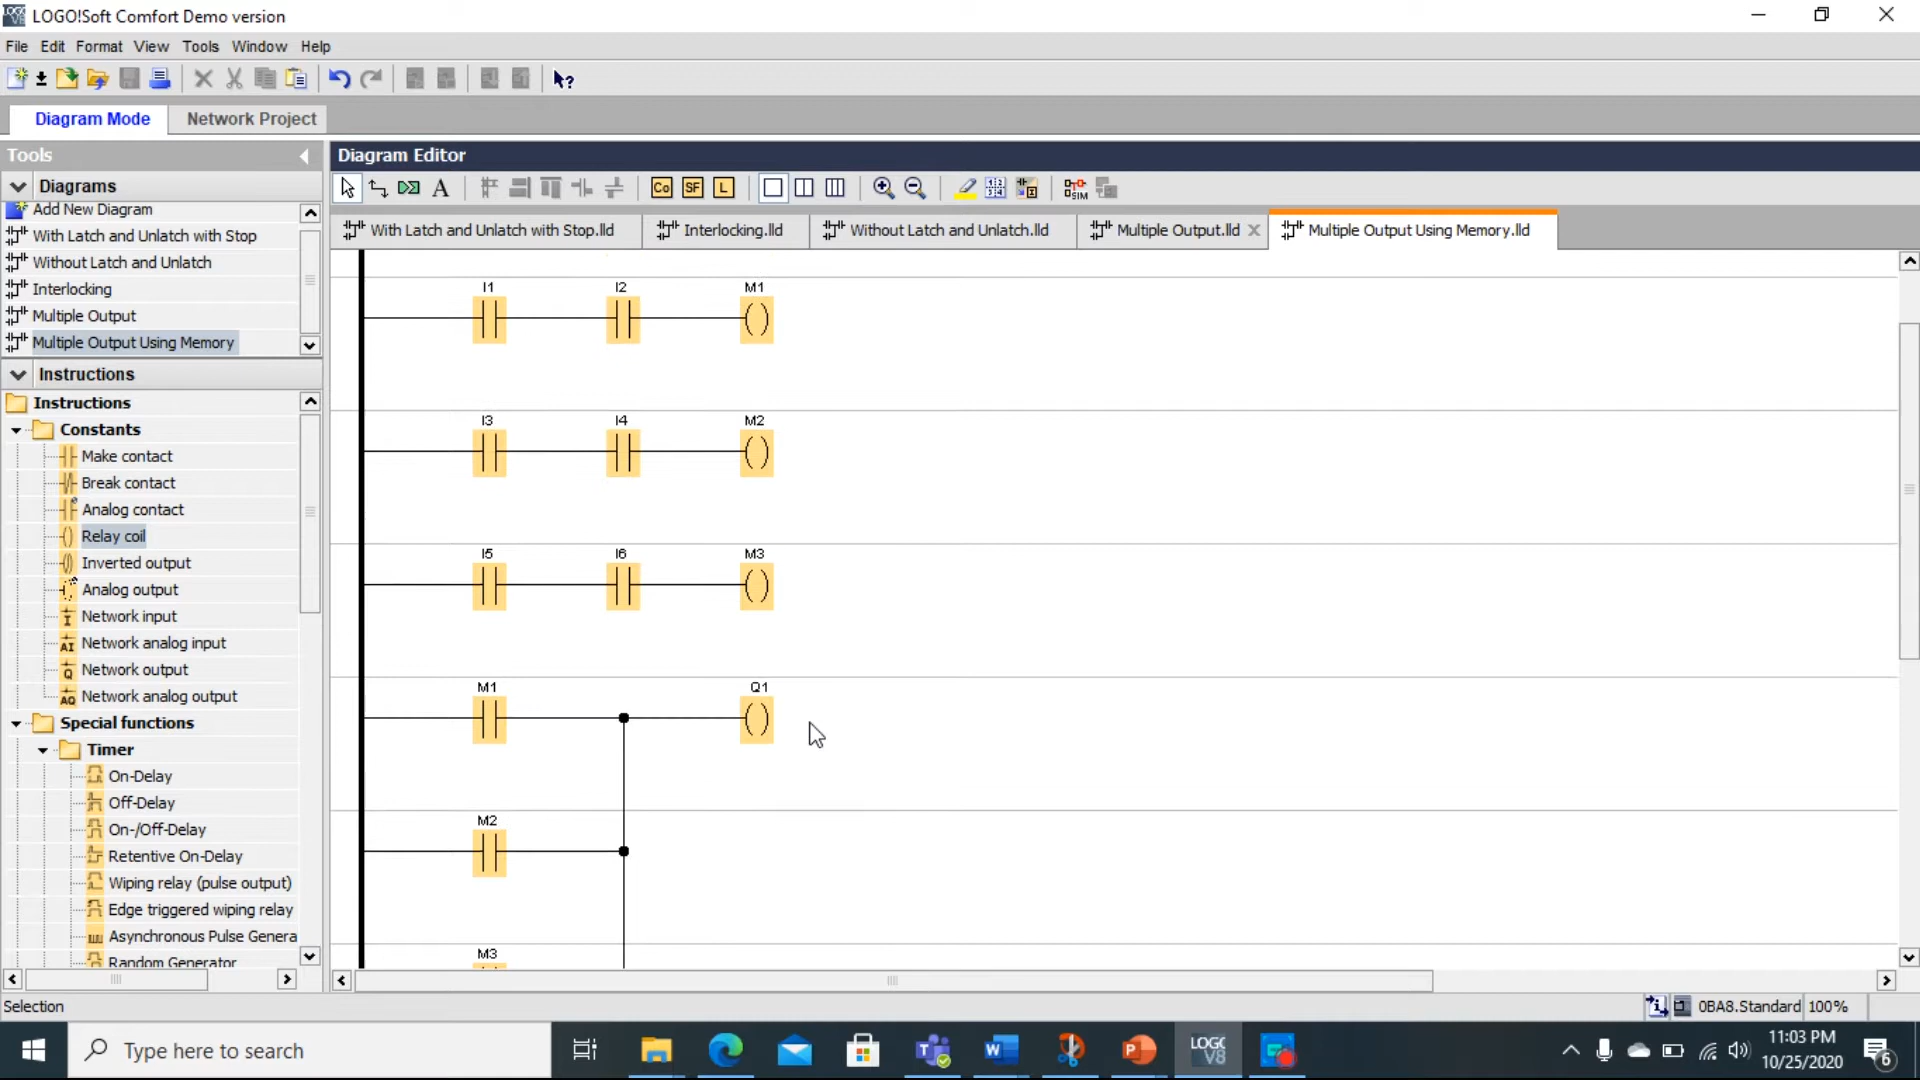 LOGO!Soft Comfort Demo version
File Edit Format View Tools Window Help
Diagram Mode Network Project
Tools
Diagrams
Add New Diagram
With Latch and Unlatch with Stop
Without Latch and Unlatch
Interlocking
Multiple Output
Multiple Output Using Memory
Instructions
Instructions
Constants
Make contact
Break contact
Analog contact
Relay coil
Inverted output
Analog output
Network input
Network analog input
Network output
Network analog output
Special functions
Timer
On-Delay
Off-Delay
On-/Off-Delay
Retentive On-Delay
Wiping relay (pulse output)
Edge triggered wiping relay
Asynchronous Pulse Genera
Random Generator
Diagram Editor
A Co SF L SIM
With Latch and Unlatch with Stop.lld Interlocking.lld Without Latch and Unlatch.lld Multiple Output.lld Multiple Output Using Memory.lld
I1 I2 M1
I3 I4 M2
I5 I6 M3
M1 Q1
M2
M3
Selection 0BA8.Standard 100%
Type here to search
LOGO V8
11:03 PM
10/25/2020
6